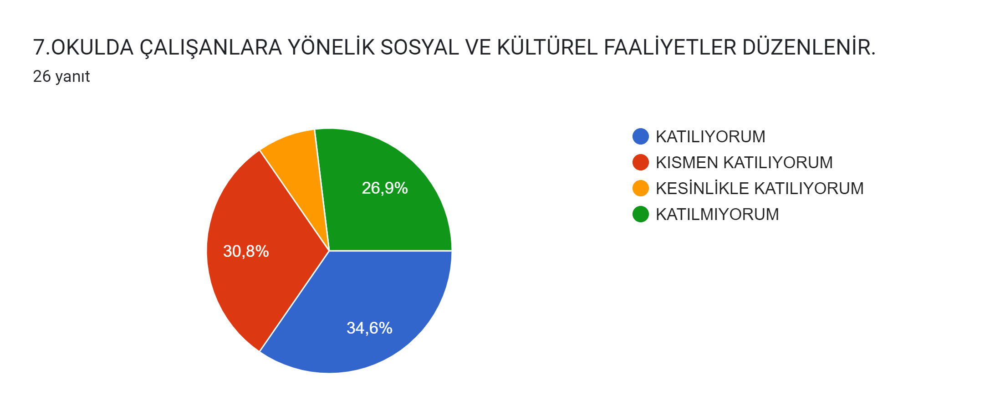 7.OKULDA ÇALIŞANLARA YÖNELİK SOSYAL VE KÜLTÜREL FAALİYETLER DÜZENLENİR.
26 yanıt
KATILIYORUM
KISMEN KATILIYORUM
KESİNLİKLE KATILIYORUM
KATILMIYORUM
26,9%
30,8%
34,6%